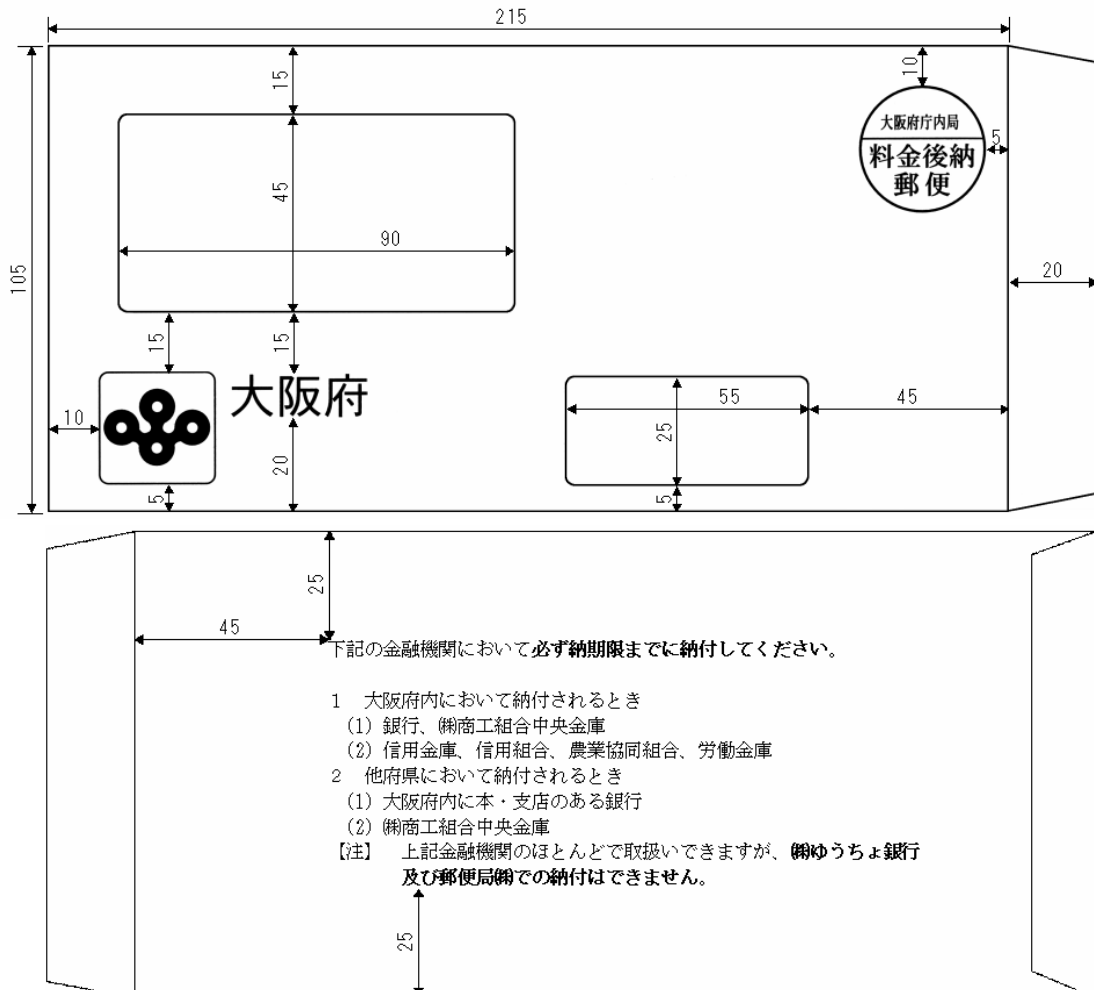 215
15
10
大阪府庁内局
料金後納
郵便
5
45
90
105
20
15
15
大阪府
10
55
45
25
20
5
5
25
45
下記の金融機関において必ず納期限までに納付してください。
1　大阪府内において納付されるとき
(1) 銀行、㈱商工組合中央金庫
(2) 信用金庫、信用組合、農業協同組合、労働金庫
2　他府県において納付されるとき
(1) 大阪府内に本・支店のある銀行
(2) ㈱商工組合中央金庫
【注】　上記金融機関のほとんどで取扱いできますが、㈱ゆうちょ銀行
及び郵便局㈱での納付はできません。
25